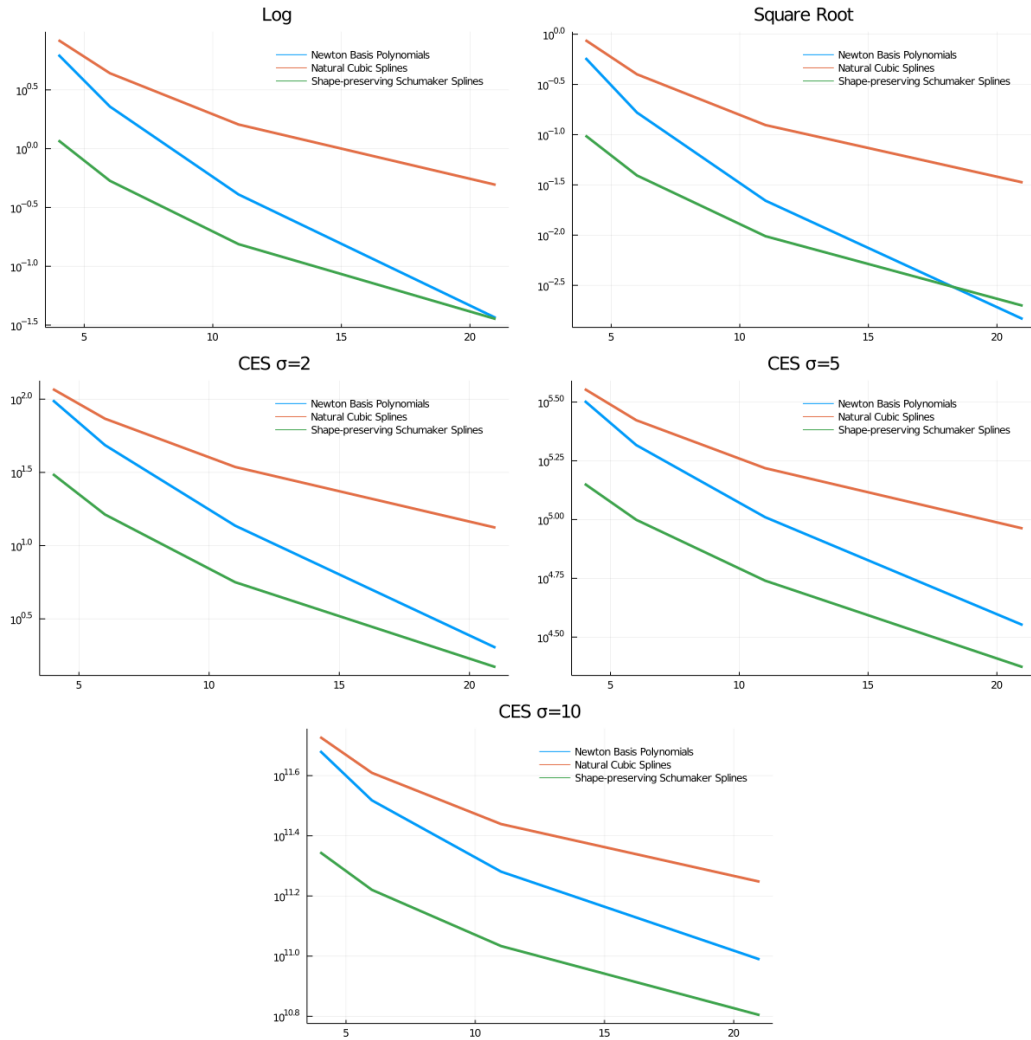 Log
Newton Basis Polynomials
Natural Cubic Splines
Shape-preserving Schumaker Splines
10^0.5
10^0.0
10^-0.5
10^-1.0
10^-1.5
5 10 15 20
Square Root
Newton Basis Polynomials
Natural Cubic Splines
Shape-preserving Schumaker Splines
10^0.0
10^-0.5
10^-1.0
10^-1.5
10^-2.0
10^-2.5
5 10 15 20
CES σ=2
Newton Basis Polynomials
Natural Cubic Splines
Shape-preserving Schumaker Splines
10^2.0
10^1.5
10^1.0
10^0.5
5 10 15 20
CES σ=5
Newton Basis Polynomials
Natural Cubic Splines
Shape-preserving Schumaker Splines
10^5.50
10^5.25
10^5.00
10^4.75
10^4.50
5 10 15 20
CES σ=10
Newton Basis Polynomials
Natural Cubic Splines
Shape-preserving Schumaker Splines
10^11.6
10^11.4
10^11.2
10^11.0
10^10.8
5 10 15 20